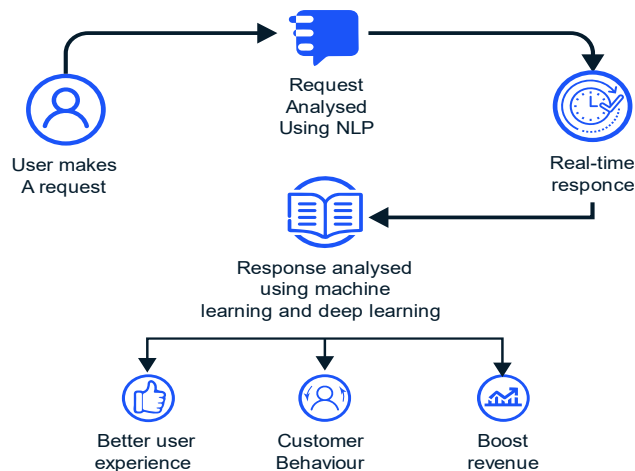 Request
Analysed
Using NLP
User makes
A request
Real-time
responce
Response analysed
using machine
learning and deep learning
Better user
experience
Customer
Behaviour
Boost
revenue